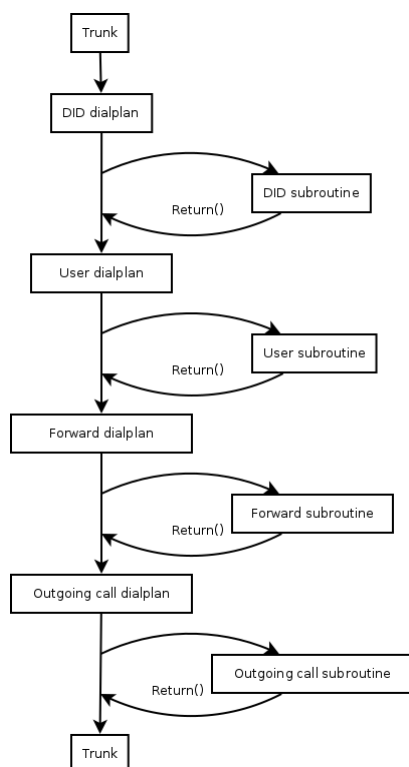 Trunk
DID dialplan
DID subroutine
Return()
User dialplan
User subroutine
Return()
Forward dialplan
Forward subroutine
Return()
Outgoing call dialplan
Outgoing call subroutine
Return()
Trunk